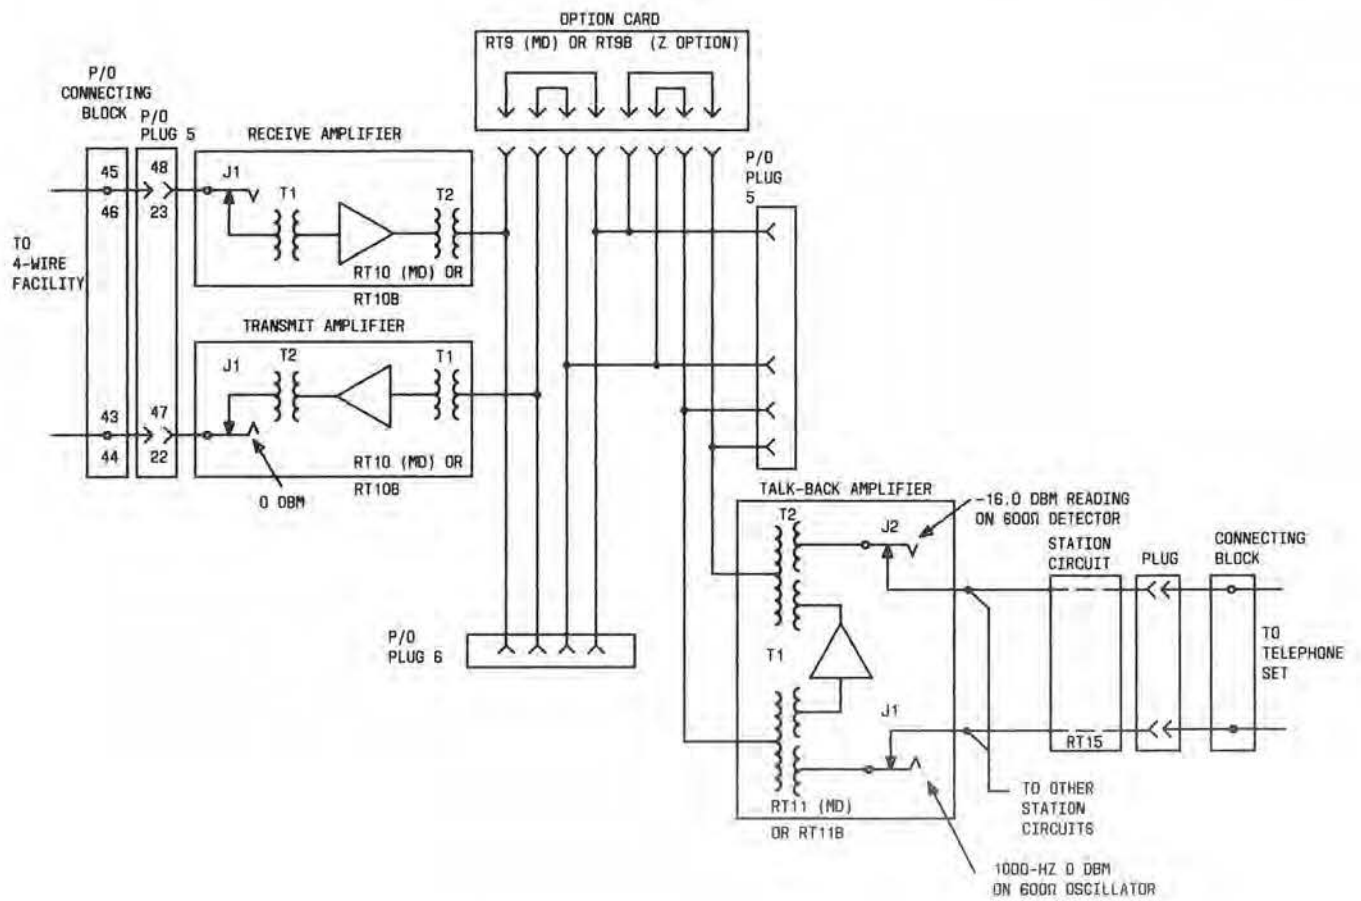 OPTION CARD
RT9 (MD) OR RT9B (Z OPTION)
P/O
CONNECTING
BLOCK
P/O
PLUG 5
RECEIVE AMPLIFIER
45
48
J1
T1
T2
46
23
TO
4-WIRE
FACILITY
RT10 (MD) OR
RT10B
P/O
PLUG
5
TRANSMIT AMPLIFIER
J1
T2
T1
43
47
44
22
RT10 (MD) OR
RT10B
0 DBM
TALK-BACK AMPLIFIER
T2
J2
-16.0 DBM READING
ON 600Ω DETECTOR
STATION
CIRCUIT
PLUG
CONNECTING
BLOCK
P/O
PLUG 6
T1
TO
TELEPHONE
SET
J1
RT15
RT11 (MD)
OR RT11B
TO OTHER
STATION
CIRCUITS
1000-HZ 0 DBM
ON 600Ω OSCILLATOR